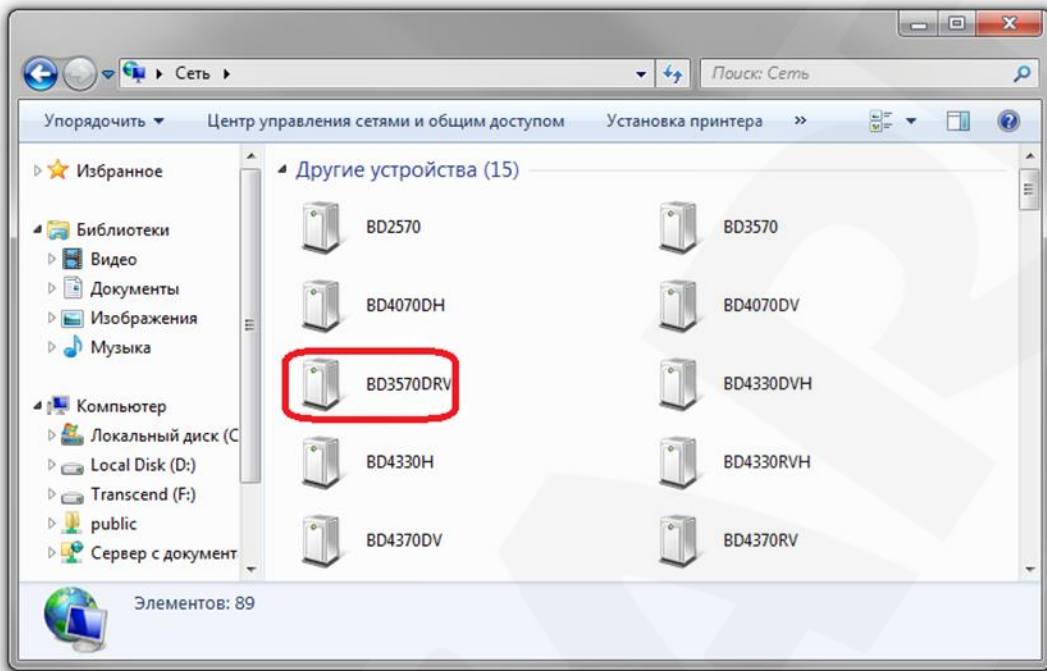 Сеть
Поиск: Сеть
Упорядочить
Центр управления сетями и общим доступом
Установка принтера
»
Избранное
Библиотеки
Видео
Документы
Изображения
Музыка
Компьютер
Локальный диск (C
Local Disk (D:)
Transcend (F:)
public
Сервер с документ
Другие устройства (15)
BD2570
BD3570
BD4070DH
BD4070DV
BD3570DRV
BD4330DVH
BD4330H
BD4330RVH
BD4370DV
BD4370RV
Элементов: 89